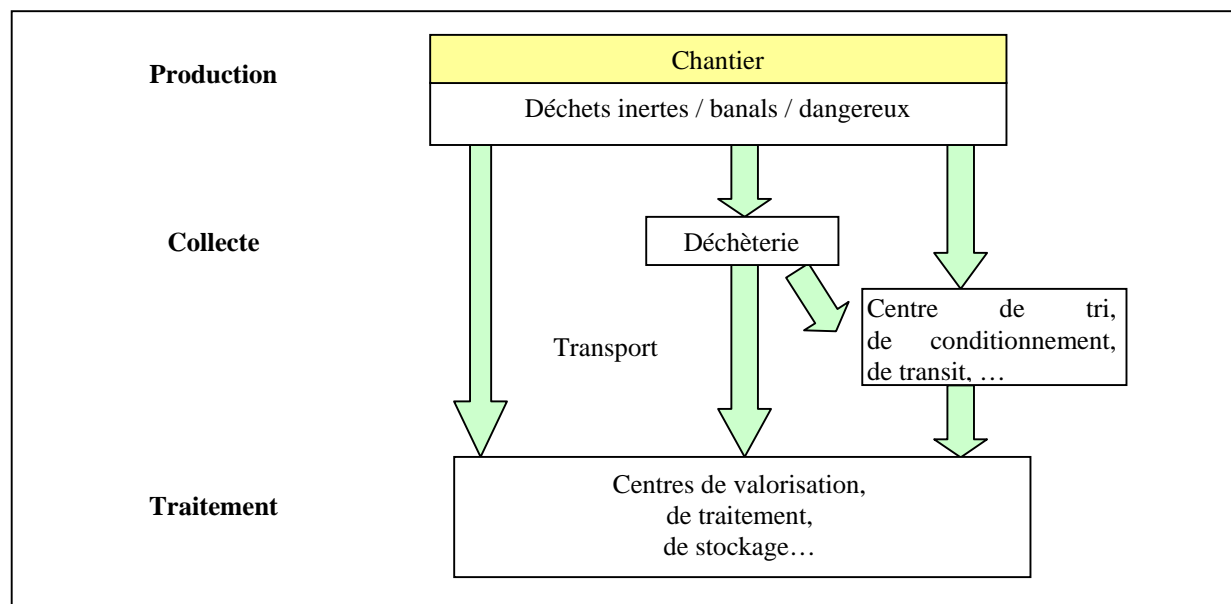 Production
Chantier
Déchets inertes / banals / dangereux
Collecte
Déchèterie
Centre de tri,
de conditionnement,
de transit, …
Transport
Traitement
Centres de valorisation,
de traitement,
de stockage…